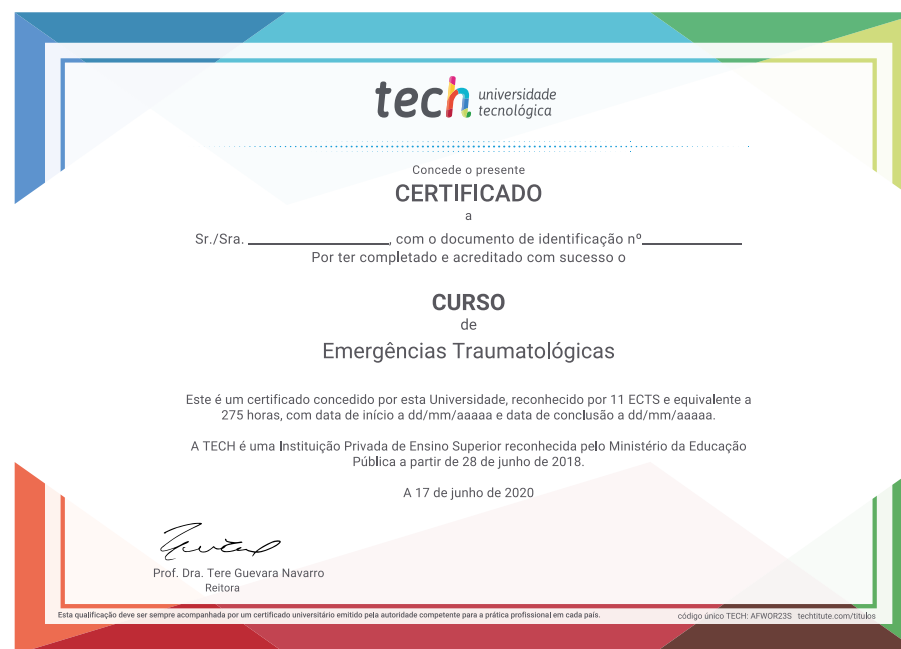 tech universidade
tecnológica
Concede o presente
CERTIFICADO
a
Sr./Sra. ________________, com o documento de identificação nº____________
Por ter completado e acreditado com sucesso o
CURSO
de
Emergências Traumatológicas
Este é um certificado concedido por esta Universidade, reconhecido por 11 ECTS e equivalente a
275 horas, com data de início a dd/mm/aaaaa e data de conclusão a dd/mm/aaaaa.
A TECH é uma Instituição Privada de Ensino Superior reconhecida pelo Ministério da Educação
Pública a partir de 28 de junho de 2018.
A 17 de junho de 2020
Prof. Dra. Tere Guevara Navarro
Reitora
Esta qualificação deve ser sempre acompanhada por um certificado universitário emitido pela autoridade competente para a prática profissional em cada país.
código único TECH: AFWOR23S techtitute.com/titulos